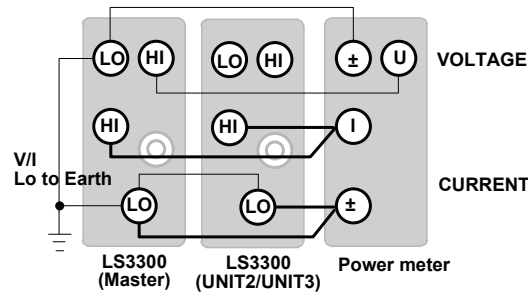 LO HI LO HI ± U VOLTAGE
HI HI I
V/I
Lo to Earth
CURRENT
LO LO ±
LS3300
(Master)
LS3300
(UNIT2/UNIT3)
Power meter